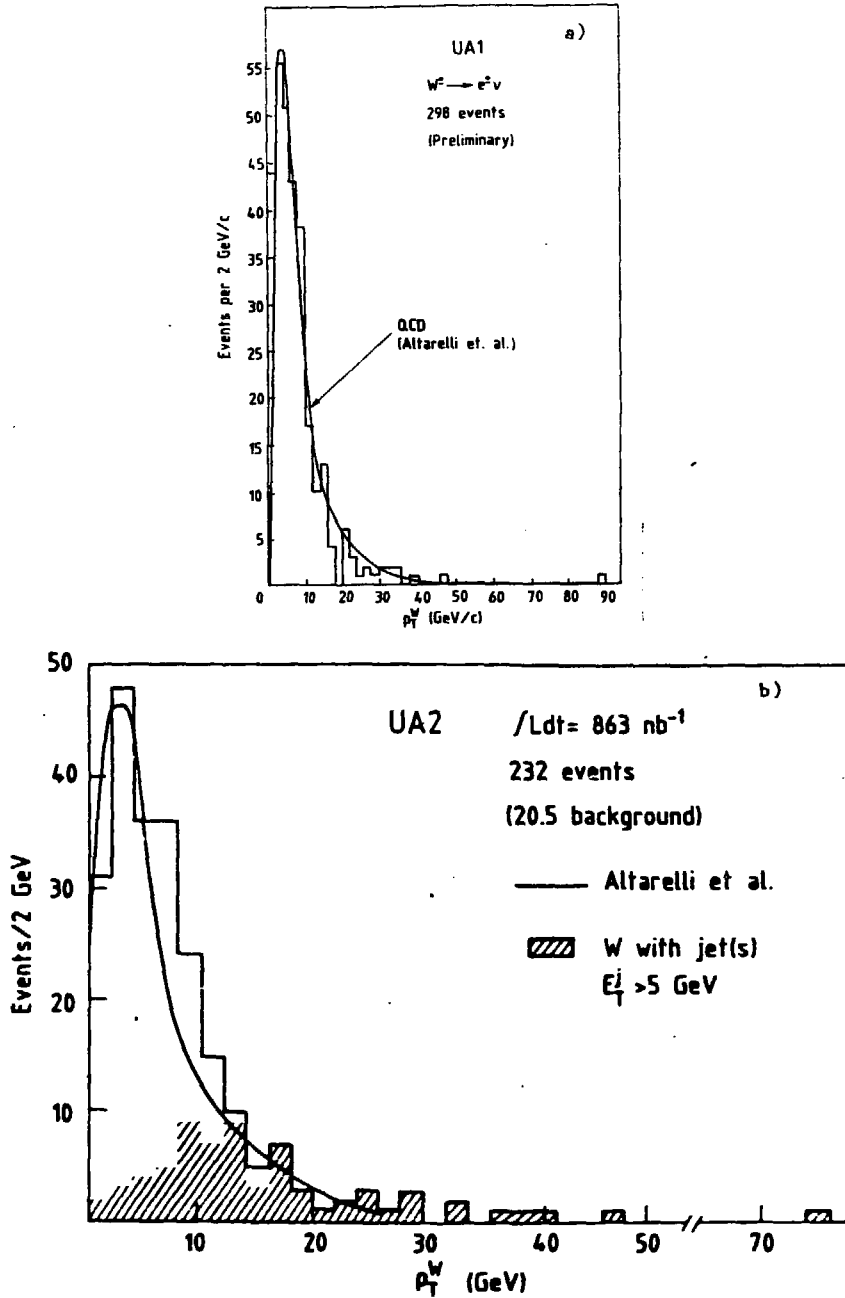 a)
UA1
W± → e±ν
298 events
(Preliminary)
Events per 2 GeV/c
55
50
45
40
35
30
25
20
15
10
5
QCD
(Altarelli et. al.)
0 10 20 30 40 50 60 70 80 90
p_T^W (GeV/c)
b)
UA2
∫Ldt= 863 nb⁻¹
232 events
(20.5 background)
Altarelli et al.
W with jet(s)
E_T^j >5 GeV
Events/2 GeV
50
40
30
20
10
10 20 30 40 50 70
p_T^W (GeV)